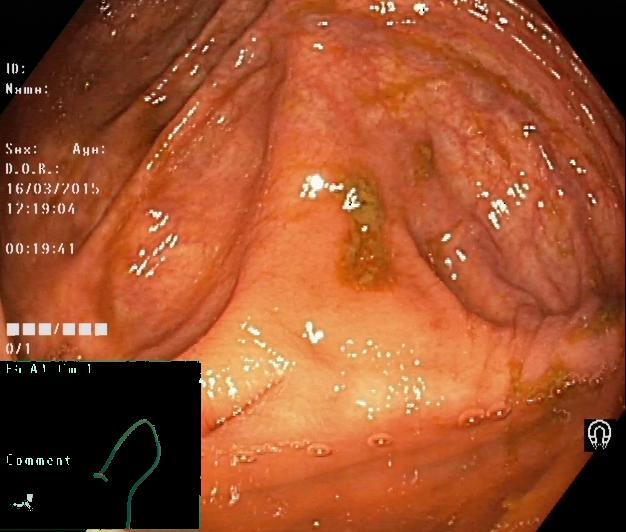 ID:
Name:
Sex: Age:
D.O.B.:
16/03/2015
12:19:04
00:19:41
■■■/■■■
0/1
Comment